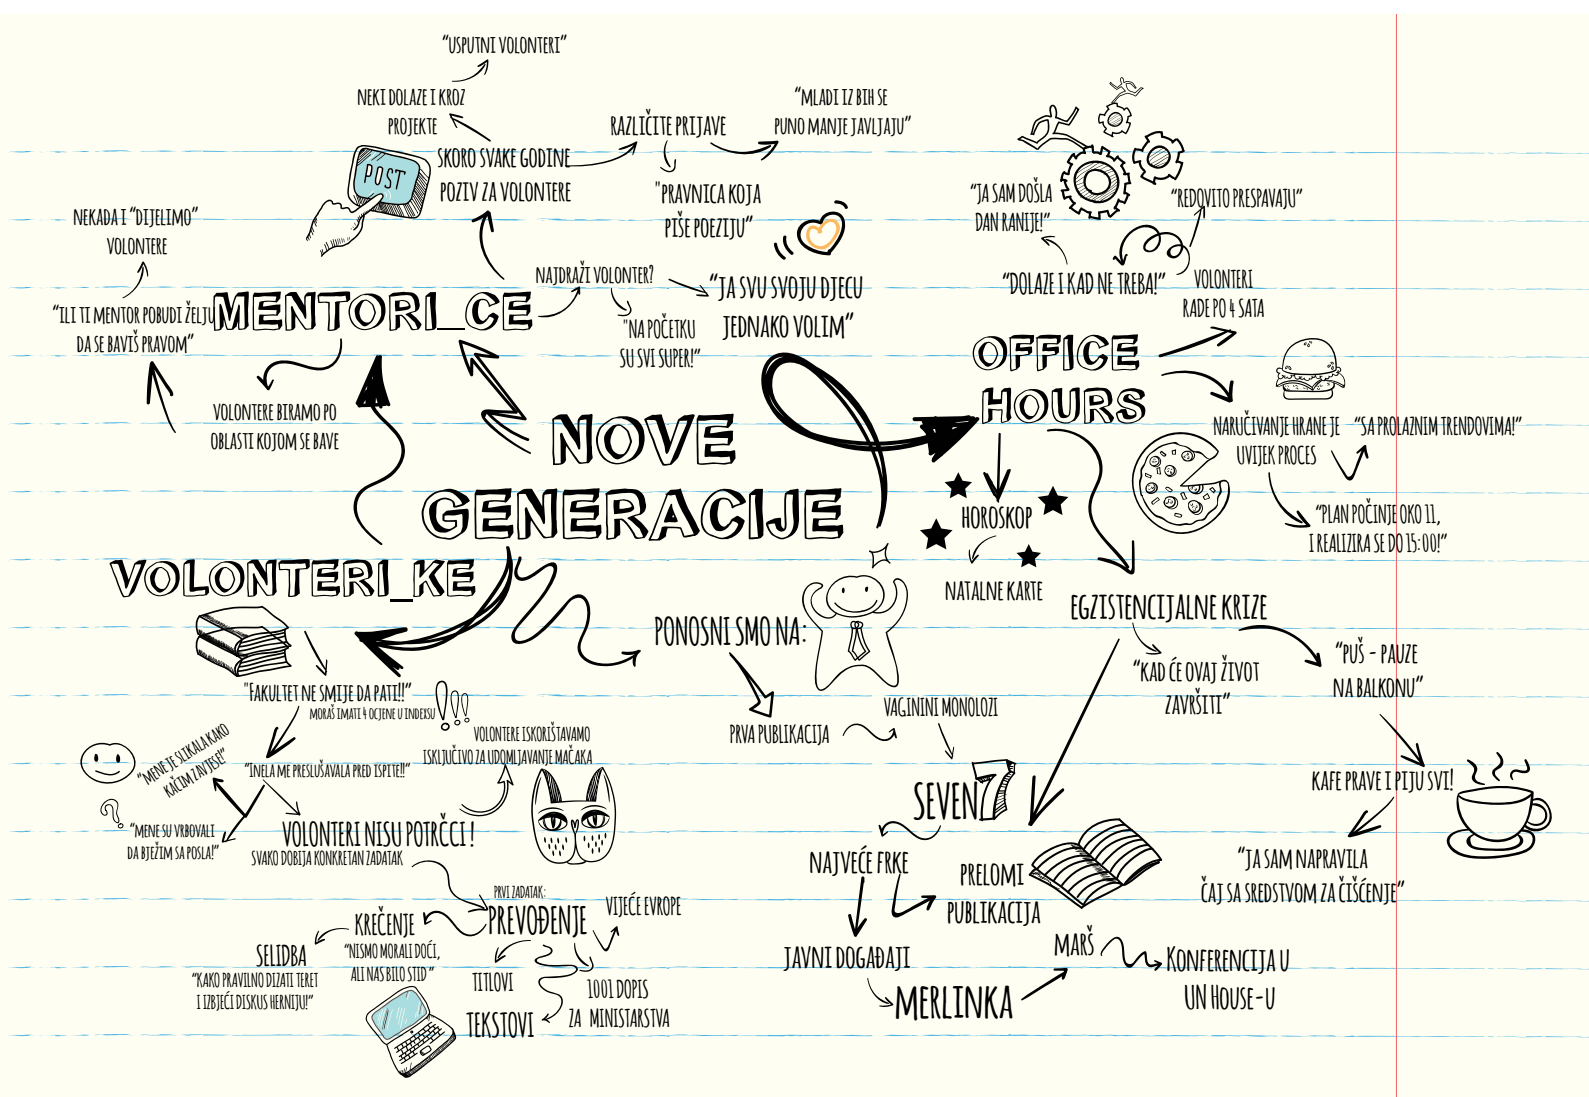 “USPUTNI VOLONTERI”
NEKI DOLAZE I KROZ
PROJEKTE
SKORO SVAKE GODINE
POZIV ZA VOLONTERE
POST
RAZLIČITE PRIJAVE
“MLADI IZ BIH SE
PUNO MANJE JAVLJAJU”
"PRAVNICA KOJA
PIŠE POEZIJU”
NEKADA I “DIJELIMO”
VOLONTERE
“ILI TI MENTOR POBUDI ŽELJU
DA SE BAVIŠ PRAVOM”
MENTORI_CE
VOLONTERE BIRAMO PO
OBLASTI KOJOM SE BAVE
NAJDRAŽI VOLONTER?
“JA SVU SVOJU DJECU
JEDNAKO VOLIM”
"NA POČETKU
SU SVI SUPER!”
“JA SAM DOŠLA
DAN RANIJE!”
“REDOVITO PRESPAVAJU”
“DOLAZE I KAD NE TREBA!”
VOLONTERI
RADE PO 4 SATA
OFFICE
HOURS
NARUČIVANJE HRANE JE
UVIJEK PROCES
“SA PROLAZNIM TRENDOVIMA!”
“PLAN POČINJE OKO 11,
I REALIZIRA SE DO 15:00!”
HOROSKOP
NATALNE KARTE
NOVE
GENERACIJE
EGZISTENCIJALNE KRIZE
“KAD ĆE OVAJ ŽIVOT
ZAVRŠITI”
“PUŠ - PAUZE
NA BALKONU”
KAFE PRAVE I PIJU SVI!
“JA SAM NAPRAVILA
ČAJ SA SREDSTVOM ZA ČIŠĆENJE”
VOLONTERI_KE
"FAKULTET NE SMIJE DA PATI!!”
MORAŠ IMATI 4 OCJENE U INDEXSU
“MENE JE SLIKALA KAKO
KAČIM ZAVJESE!”
“INELA ME PRESLUŠAVALA PRED ISPITE!!”
“MENE SU VRBOVALI
DA BJEŽIM SA POSLA!”
VOLONTERE ISKORIŠTAVAMO
ISKLJUČIVO ZA UDOMLJAVANJE MAČAKA
VOLONTERI NISU POTRČCI !
SVAKO DOBIJA KONKRETAN ZADATAK
PRVI ZADATAK:
PREVOĐENJE
VIJEĆE EVROPE
KREČENJE
“NISMO MORALI DOĆI,
ALI NAS BILO STID “
SELIDBA
“KAKO PRAVILNO DIZATI TERET
I IZBJEĆI DISKUS HERNIJU!”
TITLOVI
TEKSTOVI
1001 DOPIS
ZA MINISTARSTVA
PONOSNI SMO NA:
PRVA PUBLIKACIJA
VAGININI MONOLOZI
SEVEN 7
NAJVEĆE FRKE
PRELOMI
PUBLIKACIJA
JAVNI DOGAĐAJI
MERLINKA
MARŠ
KONFERENCIJA U
UN HOUSE-U